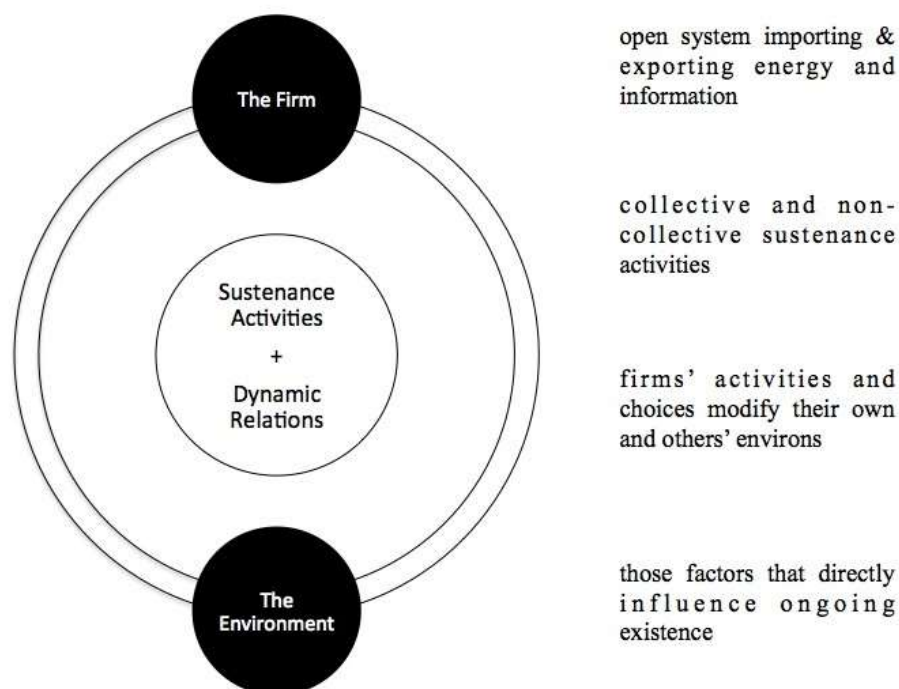 The Firm
Sustenance
Activities
+
Dynamic
Relations
The
Environment
open system importing &
exporting energy and
information
collective and non-
collective sustenance
activities
firms’ activities and
choices modify their own
and others’ environs
those factors that directly
influence ongoing
existence